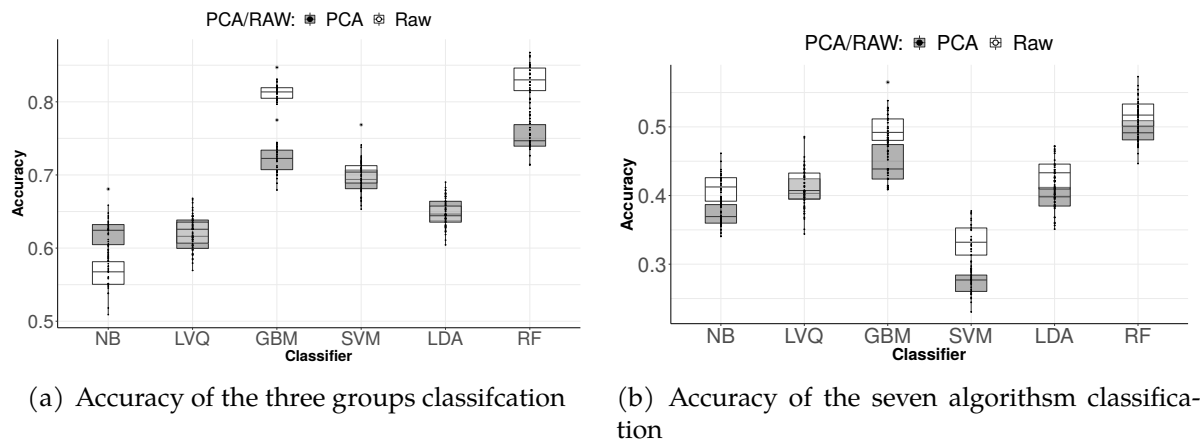 PCA/RAW: PCA Raw
0.8
0.7
0.6
0.5
Accuracy
NB LVQ GBM SVM LDA RF
Classifier
(a) Accuracy of the three groups classifcation
PCA/RAW: PCA Raw
0.5
0.4
0.3
Accuracy
NB LVQ GBM SVM LDA RF
Classifier
(b) Accuracy of the seven algorithsm classifica-
tion